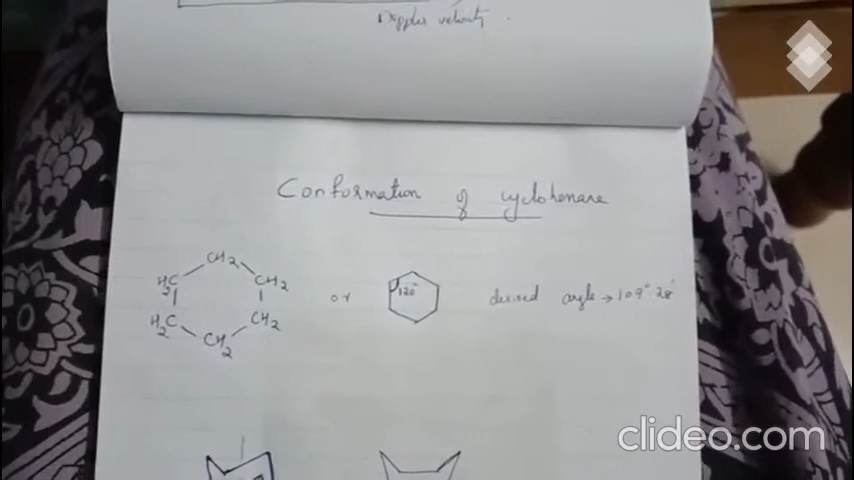 Doppler velocity .
Conformation of cyclohexane
CH2
H2C CH2
H2C CH2
CH2
or
120°
desired angle → 109° 28'
clideo.com